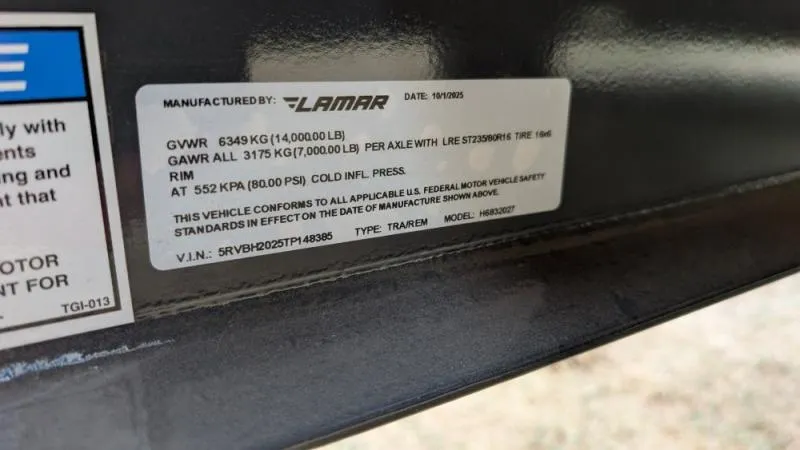 E
ly with
ents
ing and
nt that
OTOR
NT FOR
TGI-013
MANUFACTURED BY: LAMAR DATE: 10/1/2025
GVWR 6349 KG (14,000.00 LB)
GAWR ALL 3175 KG(7,000.00 LB) PER AXLE WITH LRE ST235/80R16 TIRE 16x6
RIM
AT 552 KPA (80.00 PSI) COLD INFL. PRESS.
THIS VEHICLE CONFORMS TO ALL APPLICABLE U.S. FEDERAL MOTOR VEHICLE SAFETY
STANDARDS IN EFFECT ON THE DATE OF MANUFACTURE SHOWN ABOVE.
V.I.N.: 5RVBH2025TP148385 TYPE: TRA/REM MODEL: H6832027